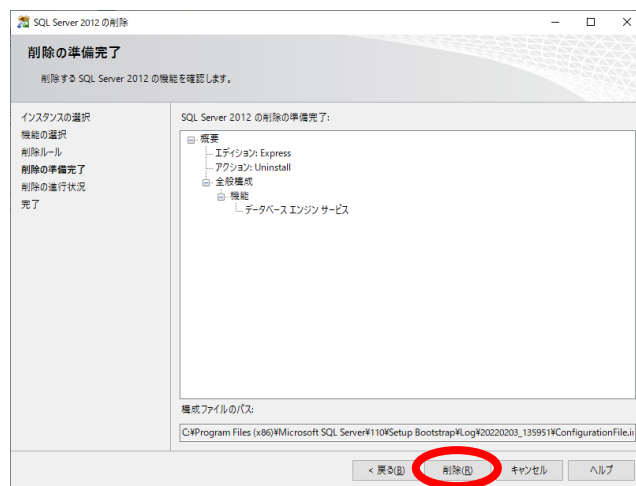 SQL Server 2012 の削除
削除の準備完了
削除する SQL Server 2012 の機能を確認します。
インスタンスの選択
機能の選択
削除ルール
削除の準備完了
削除の進行状況
完了
SQL Server 2012 の削除の準備完了:
概要
エディション: Express
アクション: Uninstall
全般構成
機能
データベース エンジン サービス
構成ファイルのパス:
C:¥Program Files (x86)¥Microsoft SQL Server¥110¥Setup Bootstrap¥Log¥20220203_135951¥ConfigurationFile.in
< 戻る(B) 削除(R) キャンセル ヘルプ